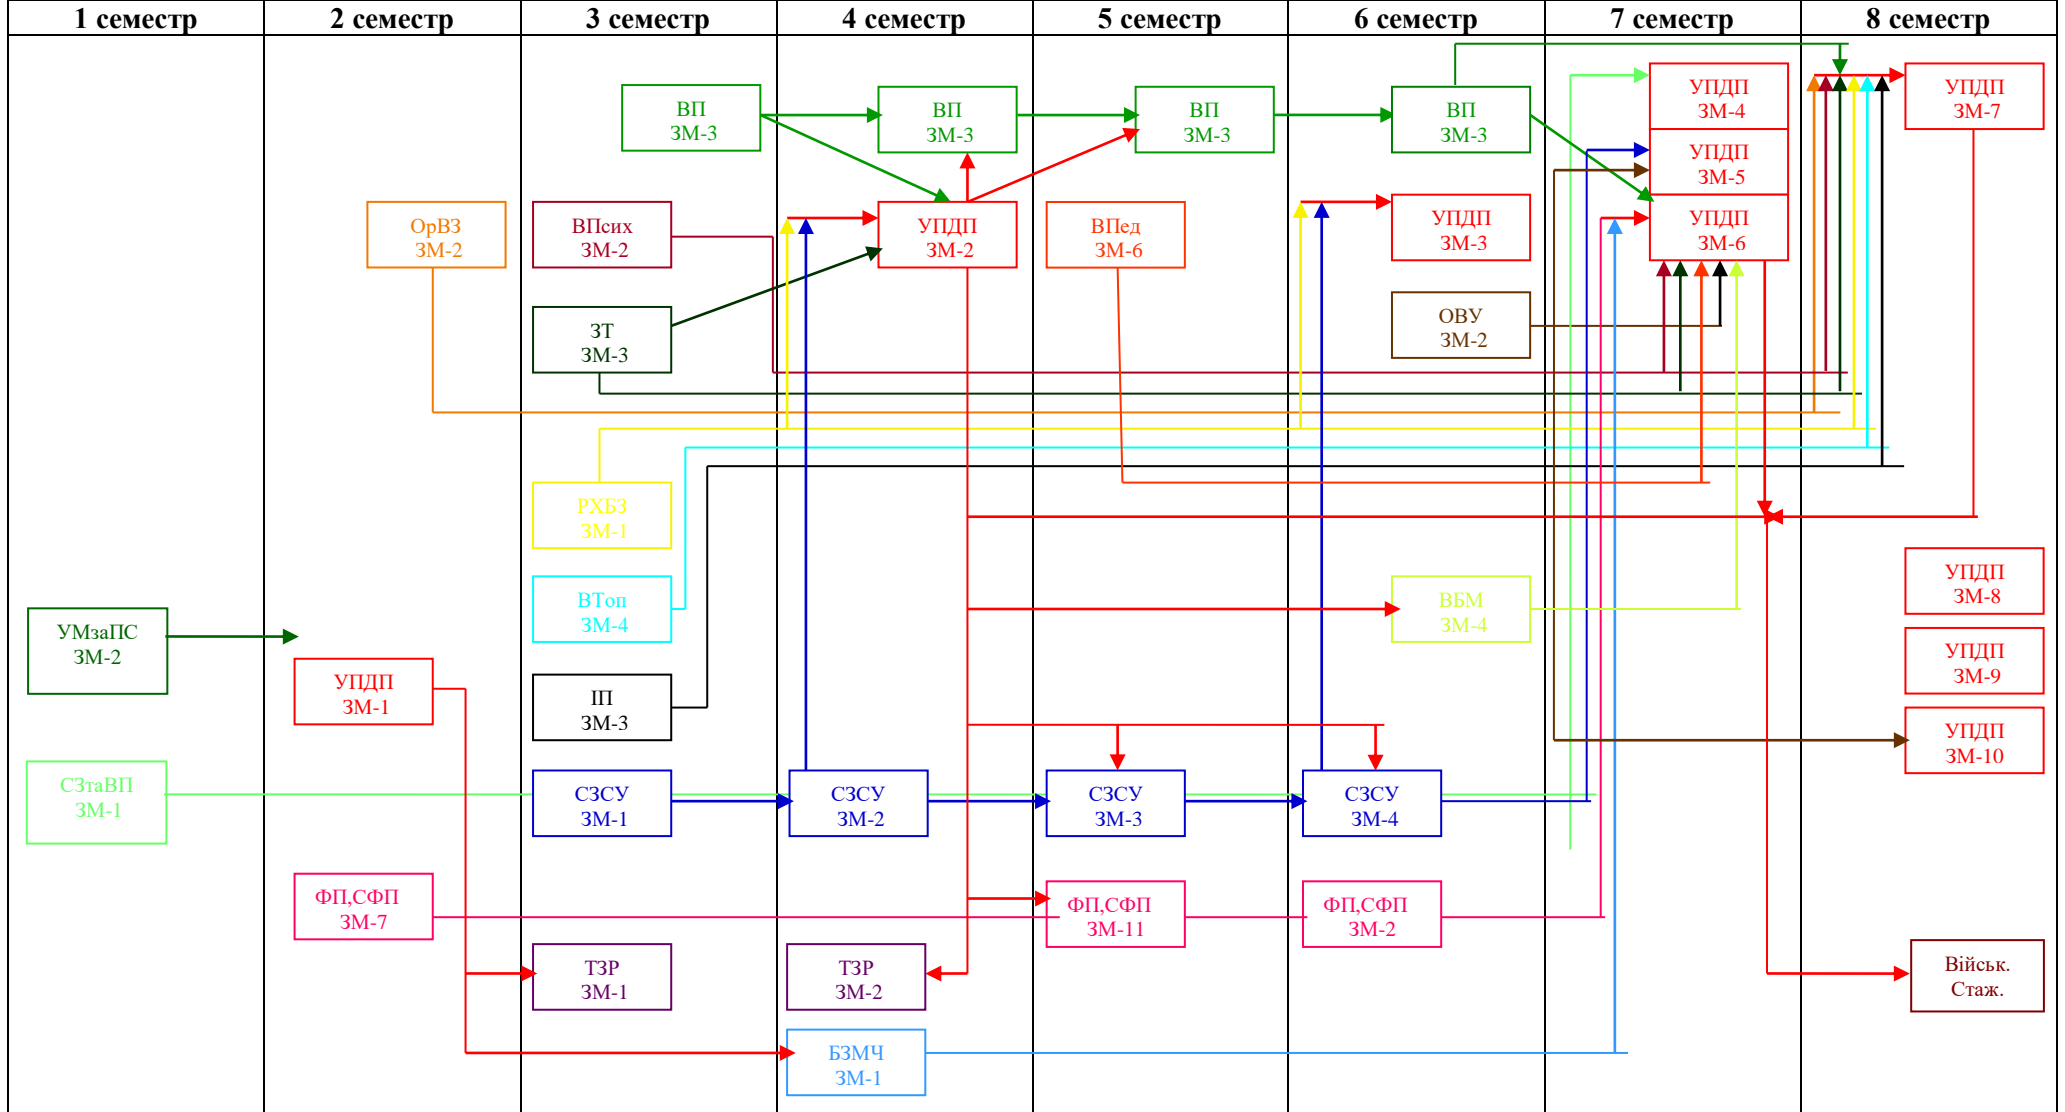 1 семестр
2 семестр
3 семестр
4 семестр
5 семестр
6 семестр
7 семестр
8 семестр
УМзаПС
ЗМ-2
СЗтаВП
ЗМ-1
ОрВЗ
ЗМ-2
УПДП
ЗМ-1
ФП,СФП
ЗМ-7
ВП
ЗМ-3
ВПсих
ЗМ-2
ЗТ
ЗМ-3
РХБЗ
ЗМ-1
ВТоп
ЗМ-4
ІП
ЗМ-3
СЗСУ
ЗМ-1
ТЗР
ЗМ-1
ВП
ЗМ-3
УПДП
ЗМ-2
СЗСУ
ЗМ-2
ТЗР
ЗМ-2
БЗМЧ
ЗМ-1
ВП
ЗМ-3
ВПед
ЗМ-6
СЗСУ
ЗМ-3
ФП,СФП
ЗМ-11
ВП
ЗМ-3
УПДП
ЗМ-3
ОВУ
ЗМ-2
ВБМ
ЗМ-4
СЗСУ
ЗМ-4
ФП,СФП
ЗМ-2
УПДП
ЗМ-4
УПДП
ЗМ-5
УПДП
ЗМ-6
УПДП
ЗМ-7
УПДП
ЗМ-8
УПДП
ЗМ-9
УПДП
ЗМ-10
Військ.
Стаж.